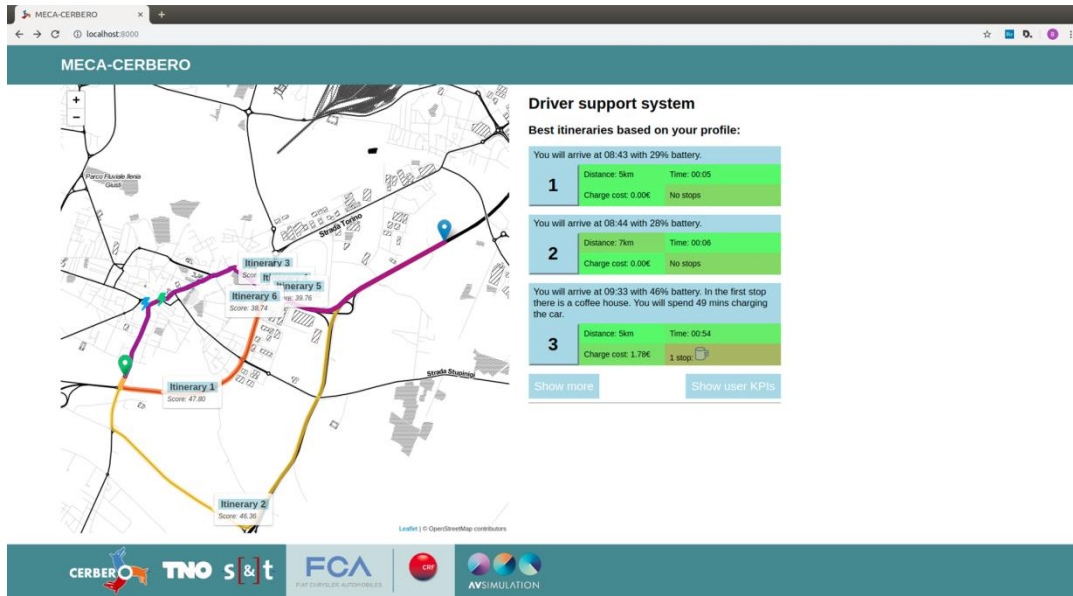 MECA-CERBERO
localhost:8000
MECA-CERBERO
+
−
Parco Fluviale Ilenia
Giusti
Strada Torino
Itinerary 3
Itinerary 5
Score: 39.76
Itinerary 6
Score: 38.74
Itinerary 1
Score: 47.80
Strada Stupinigi
Itinerary 2
Score: 46.36
Leaflet | © OpenStreetMap contributors
Driver support system
Best itineraries based on your profile:
You will arrive at 08:43 with 29% battery.
1
Distance: 5km Time: 00:05
Charge cost: 0.00€ No stops
You will arrive at 08:44 with 28% battery.
2
Distance: 7km Time: 00:06
Charge cost: 0.00€ No stops
You will arrive at 09:33 with 46% battery. In the first stop
there is a coffee house. You will spend 49 mins charging
the car.
3
Distance: 5km Time: 00:54
Charge cost: 1.78€ 1 stop:
Show more Show user KPIs
CERBERO TNO s[&]t FCA CRF
FIAT CHRYSLER AUTOMOBILES
AVSIMULATION